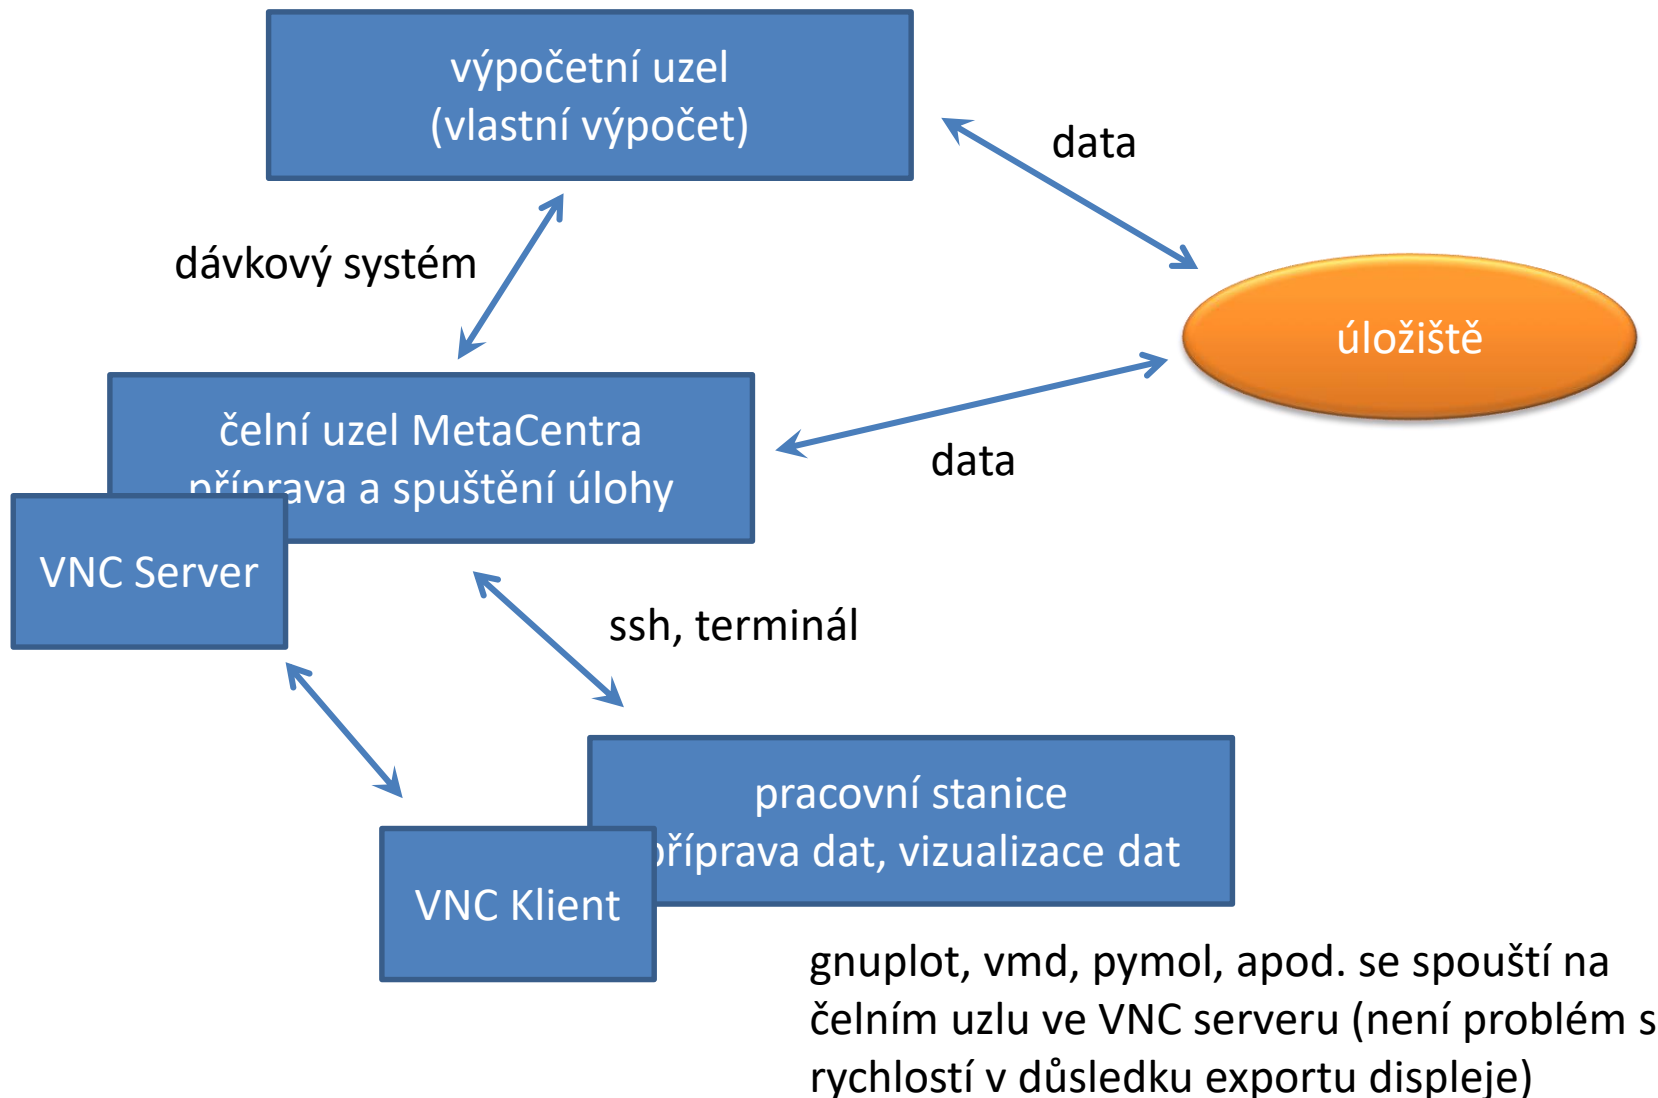 výpočetní uzel
(vlastní výpočet)
data
dávkový systém
úložiště
čelní uzel MetaCentra
příprava a spuštění úlohy
data
VNC Server
ssh, terminál
pracovní stanice
příprava dat, vizualizace dat
VNC Klient
gnuplot, vmd, pymol, apod. se spouští na
čelním uzlu ve VNC serveru (není problém s
rychlostí v důsledku exportu displeje)